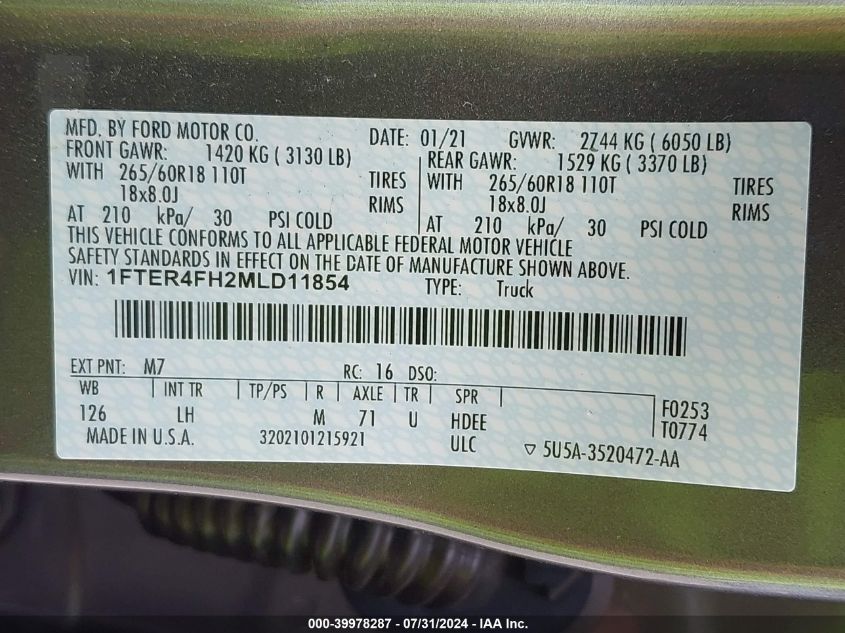 MFD. BY FORD MOTOR CO. DATE: 01/21 GVWR: 2744 KG ( 6050 LB)
FRONT GAWR: 1420 KG ( 3130 LB) REAR GAWR: 1529 KG ( 3370 LB)
WITH 265/60R18 110T TIRES WITH 265/60R18 110T TIRES
18x8.0J RIMS 18x8.0J RIMS
AT 210 kPa/ 30 PSI COLD AT 210 kPa/ 30 PSI COLD
THIS VEHICLE CONFORMS TO ALL APPLICABLE FEDERAL MOTOR VEHICLE
SAFETY STANDARDS IN EFFECT ON THE DATE OF MANUFACTURE SHOWN ABOVE.
VIN: 1FTER4FH2MLD11854 TYPE: Truck
EXT PNT: M7 RC: 16 DSO:
WB INT TR TP/PS R AXLE TR SPR F0253
126 LH M 71 U HDEE T0774
MADE IN U.S.A. 3202101215921 ULC ▽ 5U5A-3520472-AA
000-39978287 - 07/31/2024 - IAA Inc.